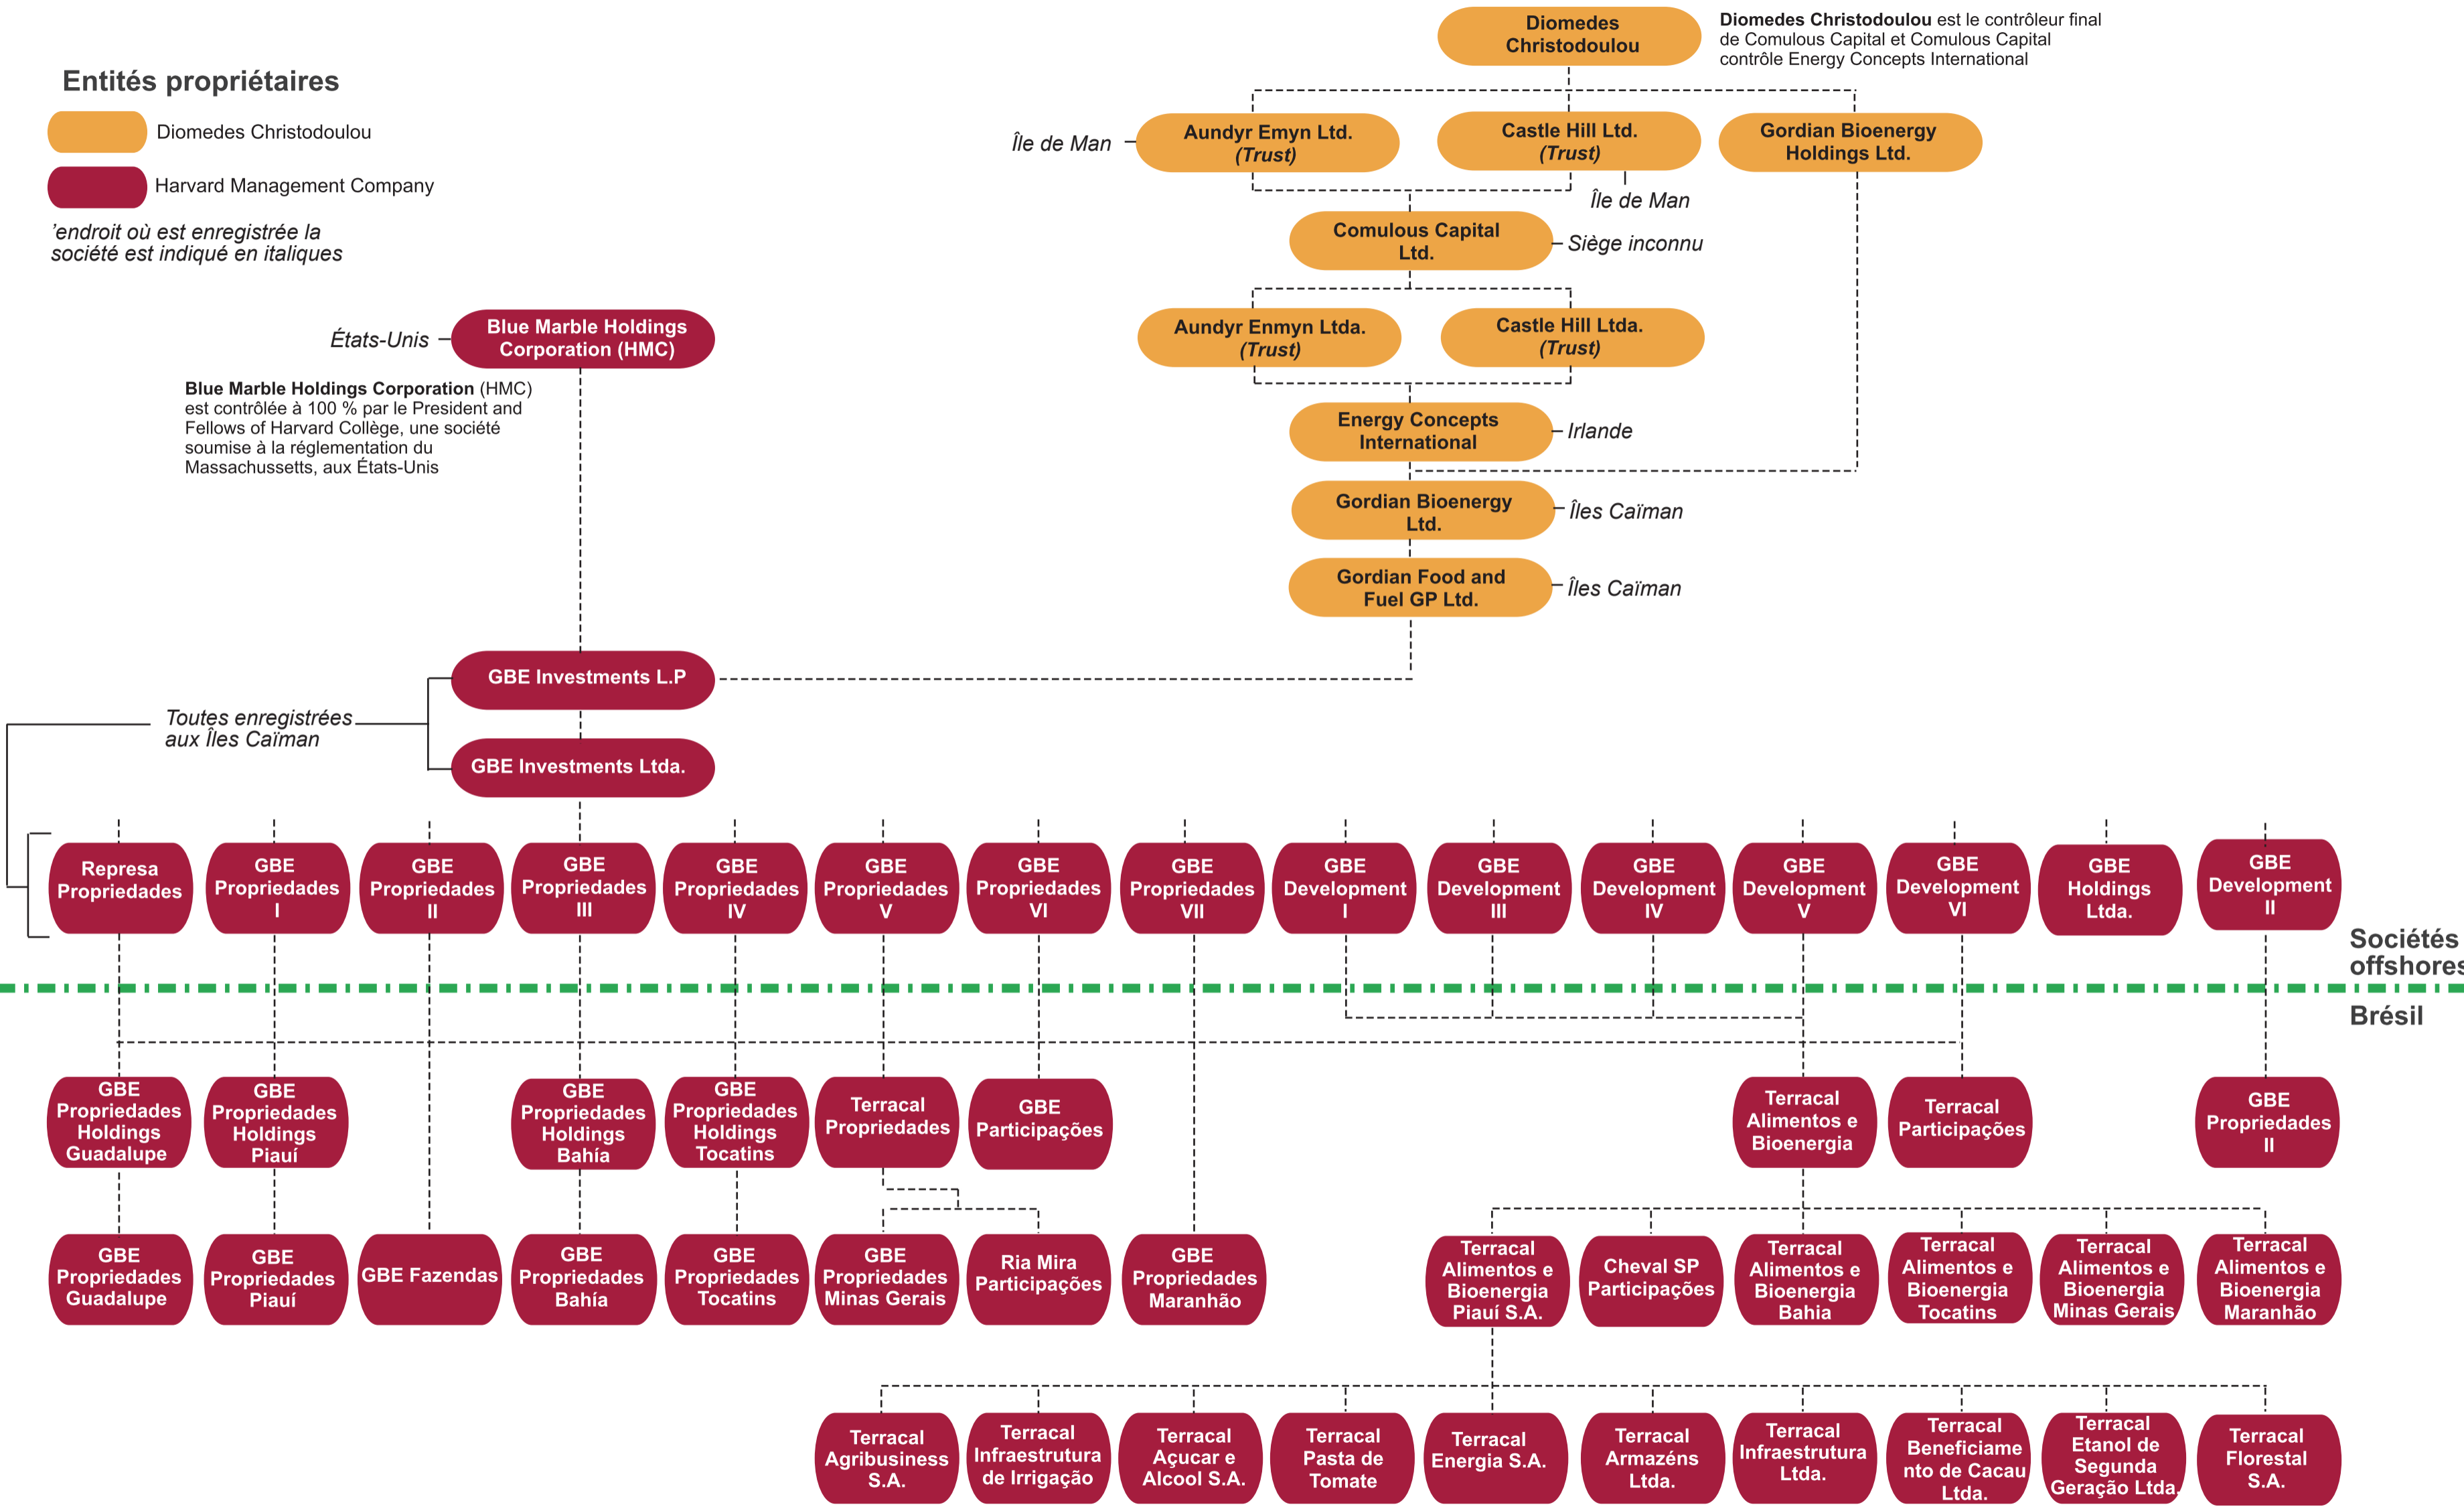 Diomedes
Christodoulou
Diomedes Christodoulou est le contrôleur final
de Comulous Capital et Comulous Capital
contrôle Energy Concepts International
Entités propriétaires
Diomedes Christodoulou
Harvard Management Company
’endroit où est enregistrée la
société est indiqué en italiques
Île de Man
Aundyr Emyn Ltd.
(Trust)
Castle Hill Ltd.
(Trust)
Gordian Bioenergy
Holdings Ltd.
Île de Man
Comulous Capital
Ltd.
Siège inconnu
Aundyr Enmyn Ltda.
(Trust)
Castle Hill Ltda.
(Trust)
États-Unis
Blue Marble Holdings
Corporation (HMC)
Blue Marble Holdings Corporation (HMC)
est contrôlée à 100 % par le President and
Fellows of Harvard Collège, une société
soumise à la réglementation du
Massachussetts, aux États-Unis
Energy Concepts
International
Irlande
Gordian Bioenergy
Ltd.
Îles Caïman
Gordian Food and
Fuel GP Ltd.
Îles Caïman
GBE Investments L.P
Toutes enregistrées
aux Îles Caïman
GBE Investments Ltda.
Represa
Propriedades
GBE
Propriedades
I
GBE
Propriedades
II
GBE
Propriedades
III
GBE
Propriedades
IV
GBE
Propriedades
V
GBE
Propriedades
VI
GBE
Propriedades
VII
GBE
Development
I
GBE
Development
III
GBE
Development
IV
GBE
Development
V
GBE
Development
VI
GBE
Holdings
Ltda.
GBE
Development
II
Sociétés
offshores
Brésil
GBE
Propriedades
Holdings
Guadalupe
GBE
Propriedades
Holdings
Piauí
GBE
Propriedades
Holdings
Bahía
GBE
Propriedades
Holdings
Tocatins
Terracal
Propriedades
GBE
Participações
Terracal
Alimentos e
Bioenergia
Terracal
Participações
GBE
Propriedades
II
GBE
Propriedades
Guadalupe
GBE
Propriedades
Piauí
GBE Fazendas
GBE
Propriedades
Bahía
GBE
Propriedades
Tocatins
GBE
Propriedades
Minas Gerais
Ria Mira
Participações
GBE
Propriedades
Maranhão
Terracal
Alimentos e
Bioenergia
Piauí S.A.
Cheval SP
Participações
Terracal
Alimentos e
Bioenergia
Bahia
Terracal
Alimentos e
Bioenergia
Tocatins
Terracal
Alimentos e
Bioenergia
Minas Gerais
Terracal
Alimentos e
Bioenergia
Maranhão
Terracal
Agribusiness
S.A.
Terracal
Infraestrutura
de Irrigação
Terracal
Açucar e
Alcool S.A.
Terracal
Pasta de
Tomate
Terracal
Energia S.A.
Terracal
Armazéns
Ltda.
Terracal
Infraestrutura
Ltda.
Terracal
Beneficiame
nto de Cacau
Ltda.
Terracal
Etanol de
Segunda
Geração Ltda.
Terracal
Florestal
S.A.